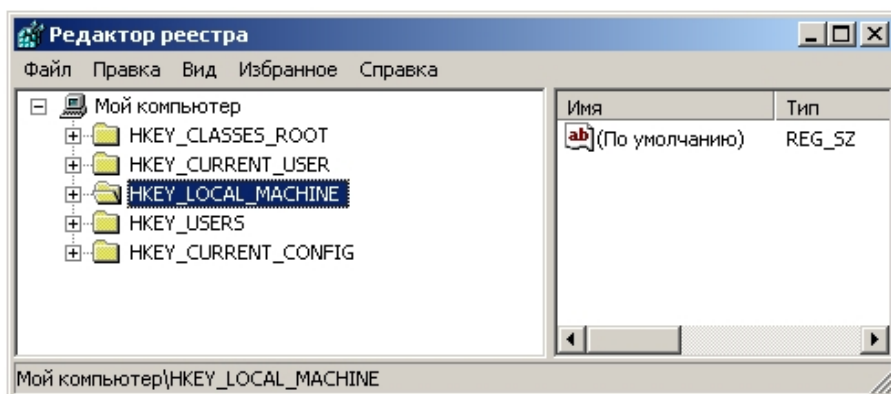 Редактор реестра
Файл Правка Вид Избранное Справка
Мой компьютер
HKEY_CLASSES_ROOT
HKEY_CURRENT_USER
HKEY_LOCAL_MACHINE
HKEY_USERS
HKEY_CURRENT_CONFIG
Имя Тип
ab (По умолчанию) REG_SZ
Мой компьютер\HKEY_LOCAL_MACHINE